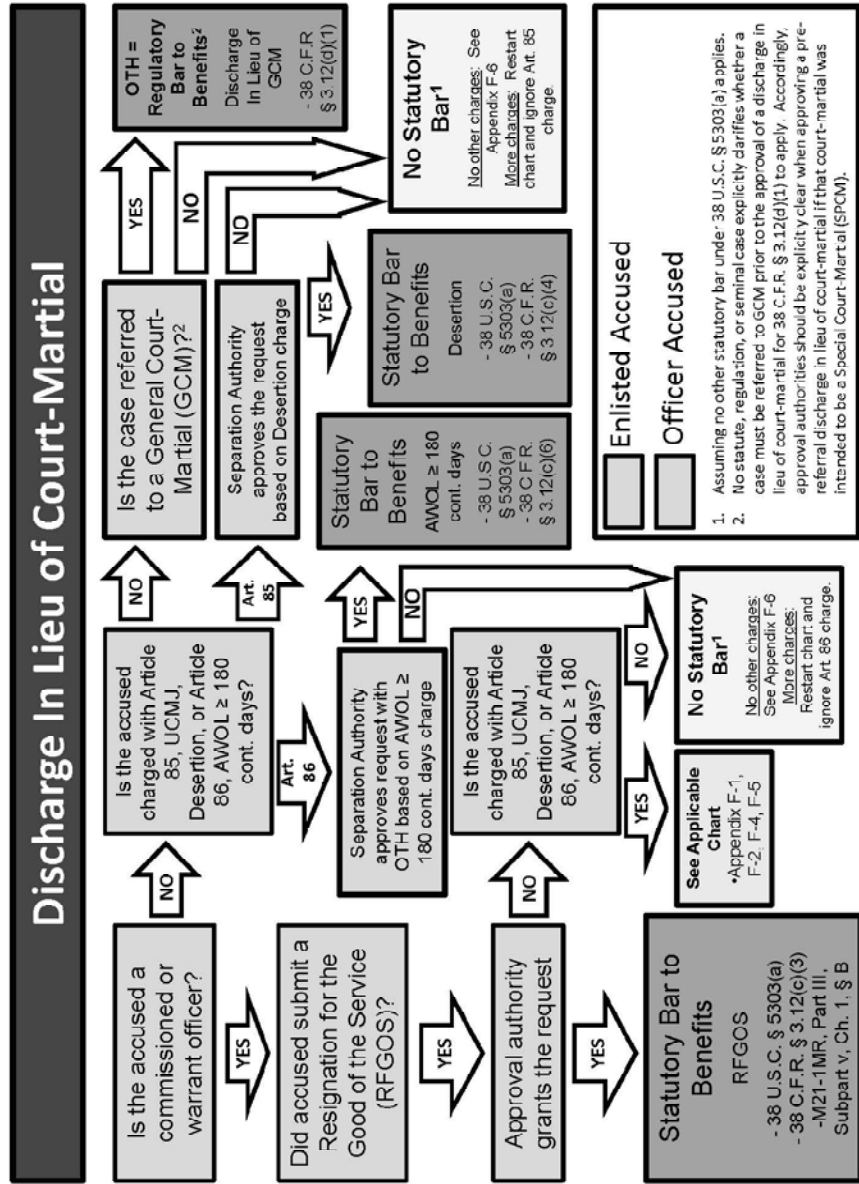 Discharge In Lieu of Court-Martial
Is the accused a
commissioned or
warrant officer?
NO
YES
Is the accused
charged with Article
85, UCMJ,
Desertion, or Article
86, AWOL ≥ 180
cont. days?
NO
Art.
85
Art.
86
Is the case referred
to a General Court-
Martial (GCM)?²
YES
NO
OTH =
Regulatory
Bar to
Benefits²
Discharge
In Lieu of
GCM
- 38 C.F.R
§ 3.12(d)(1)
Separation Authority
approves the request
based on Desertion charge
NO
YES
No Statutory
Bar¹
No other charges: See
Appendix F-6
More charges: Restart
chart and ignore Art. 85
charge.
Did accused submit a
Resignation for the
Good of the Service
(RFGOS)?
YES
Separation Authority
approves request with
OTH based on AWOL ≥
180 cont. days charge
YES
NO
Statutory
Bar to
Benefits
AWOL ≥ 180
cont. days
- 38 U.S.C.
§ 5303(a)
- 38 C.F.R.
§ 3.12(c)(6)
Statutory Bar
to Benefits
Desertion
- 38 U.S.C.
§ 5303(a)
- 38 C.F.R.
§ 3.12(c)(4)
Approval authority
grants the request
NO
YES
Is the accused
charged with Article
85, UCMJ,
Desertion, or Article
86, AWOL ≥ 180
cont. days?
YES
NO
Statutory Bar to
Benefits
RFGOS
- 38 U.S.C. § 5303(a)
- 38 C.F.R. § 3.12(c)(3)
-M21-1MR, Part III,
Subpart v, Ch. 1, § B
See Applicable
Chart
•Appendix F-1,
F-2, F-4, F-5
No Statutory
Bar¹
No other charges:
See Appendix F-6
More charges:
Restart chart and
ignore Art 86 charge.
Enlisted Accused
Officer Accused
1. Assuming no other statutory bar under 38 U.S.C. § 5303(a) applies.
2. No statute, regulation, or seminal case explicitly clarifies whether a
case must be referred to GCM prior to the approval of a discharge in
lieu of court-martial for 38 C.F.R. § 3.12(d)(1) to apply. Accordingly,
approval authorities should be explicitly clear when approving a pre-
referral discharge in lieu of court-martial if that court-martial was
intended to be a Special Court-Martial (SPCM).